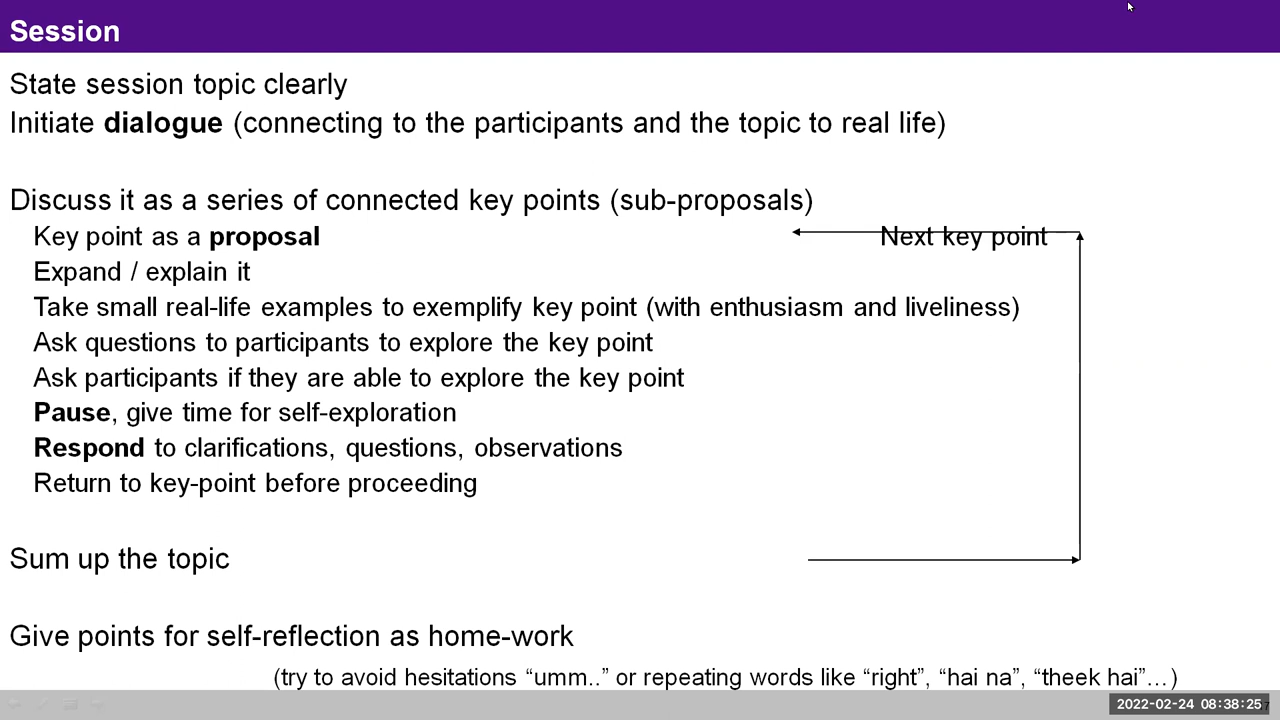 Session
State session topic clearly
Initiate dialogue (connecting to the participants and the topic to real life)
Discuss it as a series of connected key points (sub-proposals)
Key point as a proposal
Next key point
Expand / explain it
Take small real-life examples to exemplify key point (with enthusiasm and liveliness)
Ask questions to participants to explore the key point
Ask participants if they are able to explore the key point
Pause, give time for self-exploration
Respond to clarifications, questions, observations
Return to key-point before proceeding
Sum up the topic
Give points for self-reflection as home-work
(try to avoid hesitations “umm..” or repeating words like “right”, “hai na”, “theek hai”…)
2022-02-24 08:38:25